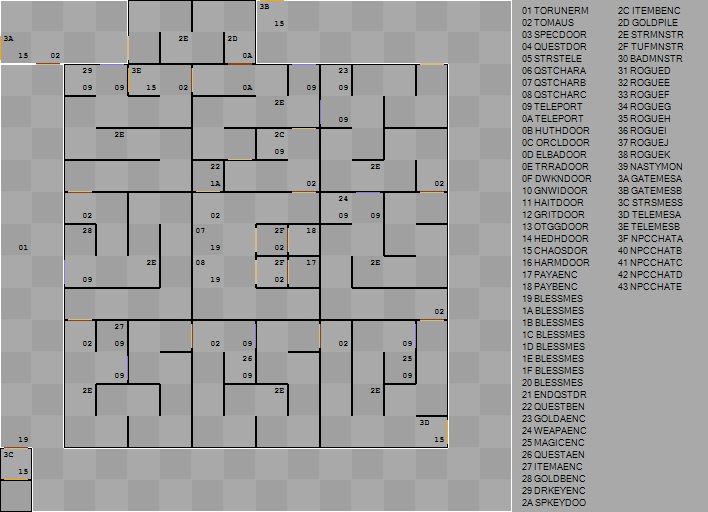 3B
15
3A 2E 2D
15 02 0A
29 3E 23
09 09 15 02 0A 09 09
2E
09
2E 2C
09
22 2E
1A 02 02
24
02 02 09 09
28 07 2F 18
01 19 02
2E 08 2F 17 2E
09 19 02
02
27
02 09 02 09 02 09
26 25
09 09 09
2E 2E 2E
3D
19 15
3C
15
01 TORUNERM
02 TOMAUS
03 SPECDOOR
04 QUESTDOR
05 STRSTELE
06 QSTCHARA
07 QSTCHARB
08 QSTCHARC
09 TELEPORT
0A TELEPORT
0B HUTHDOOR
0C ORCLDOOR
0D ELBADOOR
0E TRRADOOR
0F DWKNDOOR
10 GNWIDOOR
11 HAITDOOR
12 GRITDOOR
13 OTGGDOOR
14 HEDHDOOR
15 CHAOSDOR
16 HARMDOOR
17 PAYAENC
18 PAYBENC
19 BLESSMES
1A BLESSMES
1B BLESSMES
1C BLESSMES
1D BLESSMES
1E BLESSMES
1F BLESSMES
20 BLESSMES
21 ENDQSTDR
22 QUESTBEN
23 GOLDAENC
24 WEAPAENC
25 MAGICENC
26 QUESTAEN
27 ITEMAENC
28 GOLDBENC
29 DRKEYENC
2A SPKEYDOO
2C ITEMBENC
2D GOLDPILE
2E STRMNSTR
2F TUFMNSTR
30 BADMNSTR
31 ROGUED
32 ROGUEE
33 ROGUEF
34 ROGUEG
35 ROGUEH
36 ROGUEI
37 ROGUEJ
38 ROGUEK
39 NASTYMON
3A GATEMESA
3B GATEMESB
3C STRSMESS
3D TELEMESA
3E TELEMESB
3F NPCCHATA
40 NPCCHATB
41 NPCCHATC
42 NPCCHATD
43 NPCCHATE